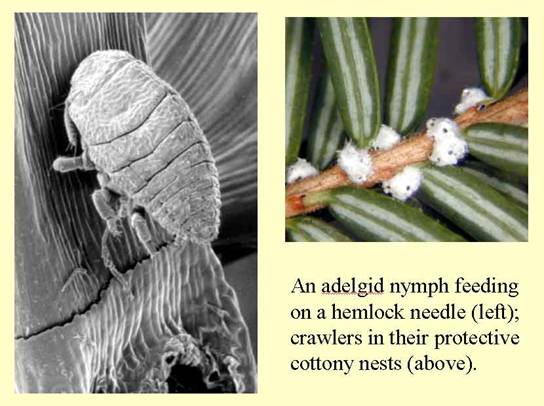 An adelgid nymph feeding
on a hemlock needle (left);
crawlers in their protective
cottony nests (above).